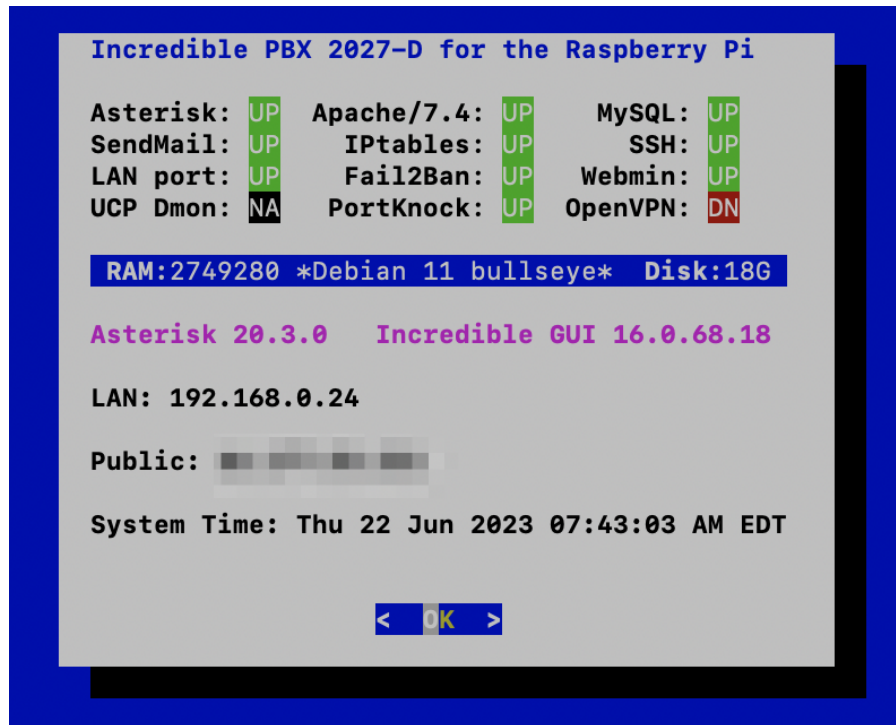 Incredible PBX 2027-D for the Raspberry Pi
Asterisk: UP Apache/7.4: UP MySQL: UP
SendMail: UP IPtables: UP SSH: UP
LAN port: UP Fail2Ban: UP Webmin: UP
UCP Dmon: NA PortKnock: UP OpenVPN: DN
RAM:2749280 *Debian 11 bullseye* Disk:18G
Asterisk 20.3.0 Incredible GUI 16.0.68.18
LAN: 192.168.0.24
Public:
System Time: Thu 22 Jun 2023 07:43:03 AM EDT
< OK >